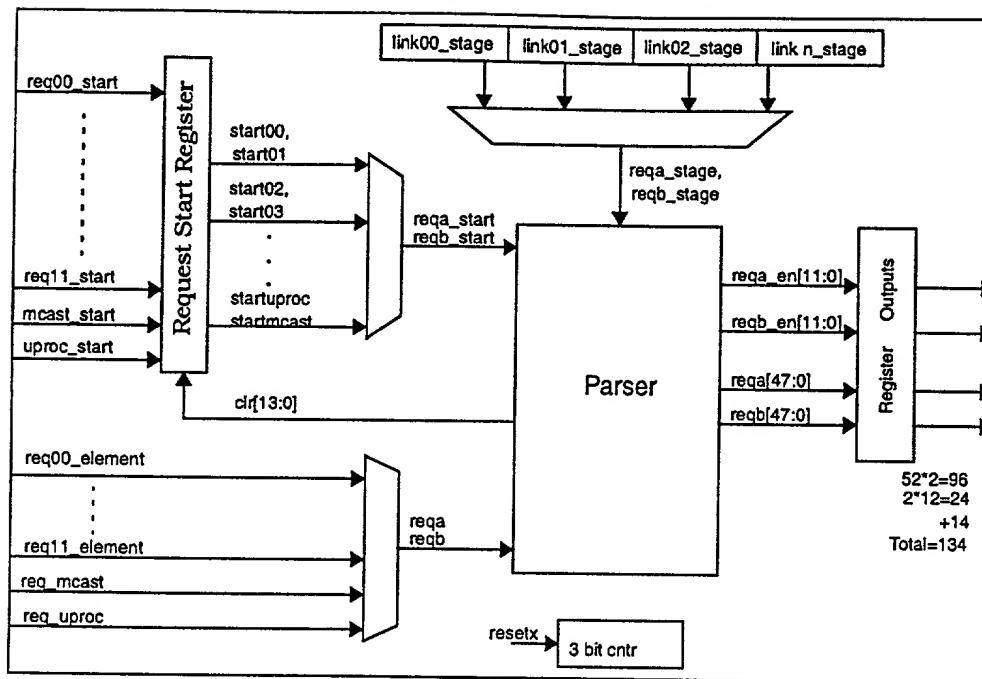 link00_stage
link01_stage
link02_stage
link n_stage
req00_start
Request Start Register
start00,
start01
start02,
start03
startuproc
startmcast
reqa_stage,
reqb_stage
reqa_start
reqb_start
req11_start
mcast_start
uproc_start
clr[13:0]
Parser
reqa_en[11:0]
reqb_en[11:0]
reqa[47:0]
reqb[47:0]
Register Outputs
52*2=96
2*12=24
+14
Total=134
req00_element
req11_element
req_mcast
req_uproc
reqa
reqb
resetx
3 bit cntr